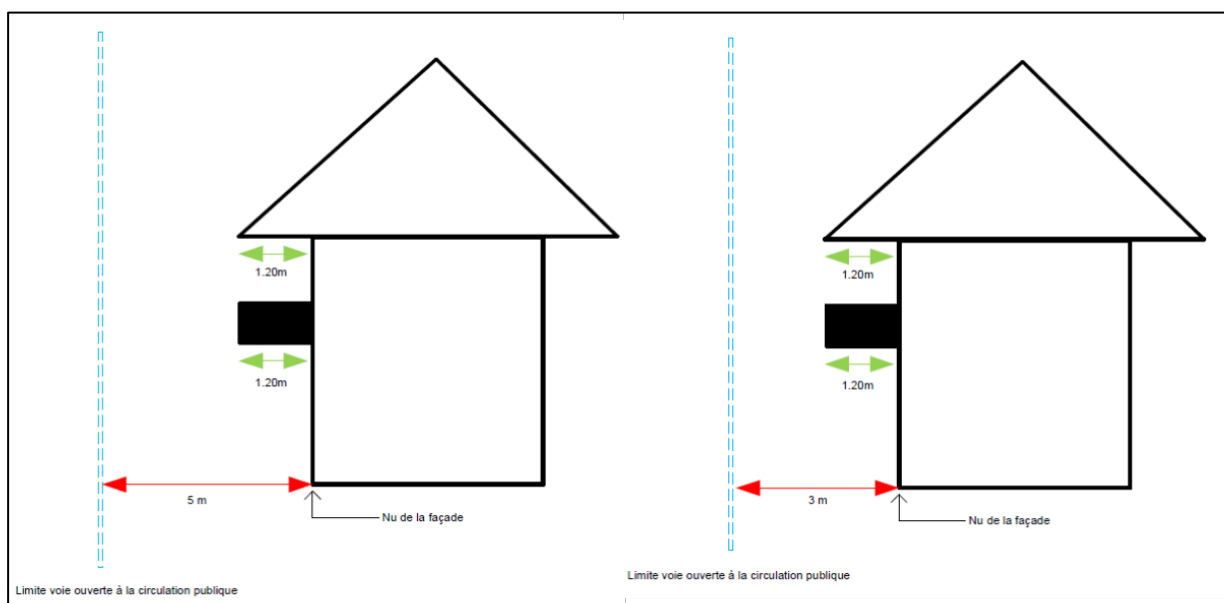 1.20m
1.20m
5 m
Nu de la façade
Limite voie ouverte à la circulation publique
1.20m
1.20m
3 m
Nu de la façade
Limite voie ouverte à la circulation publique